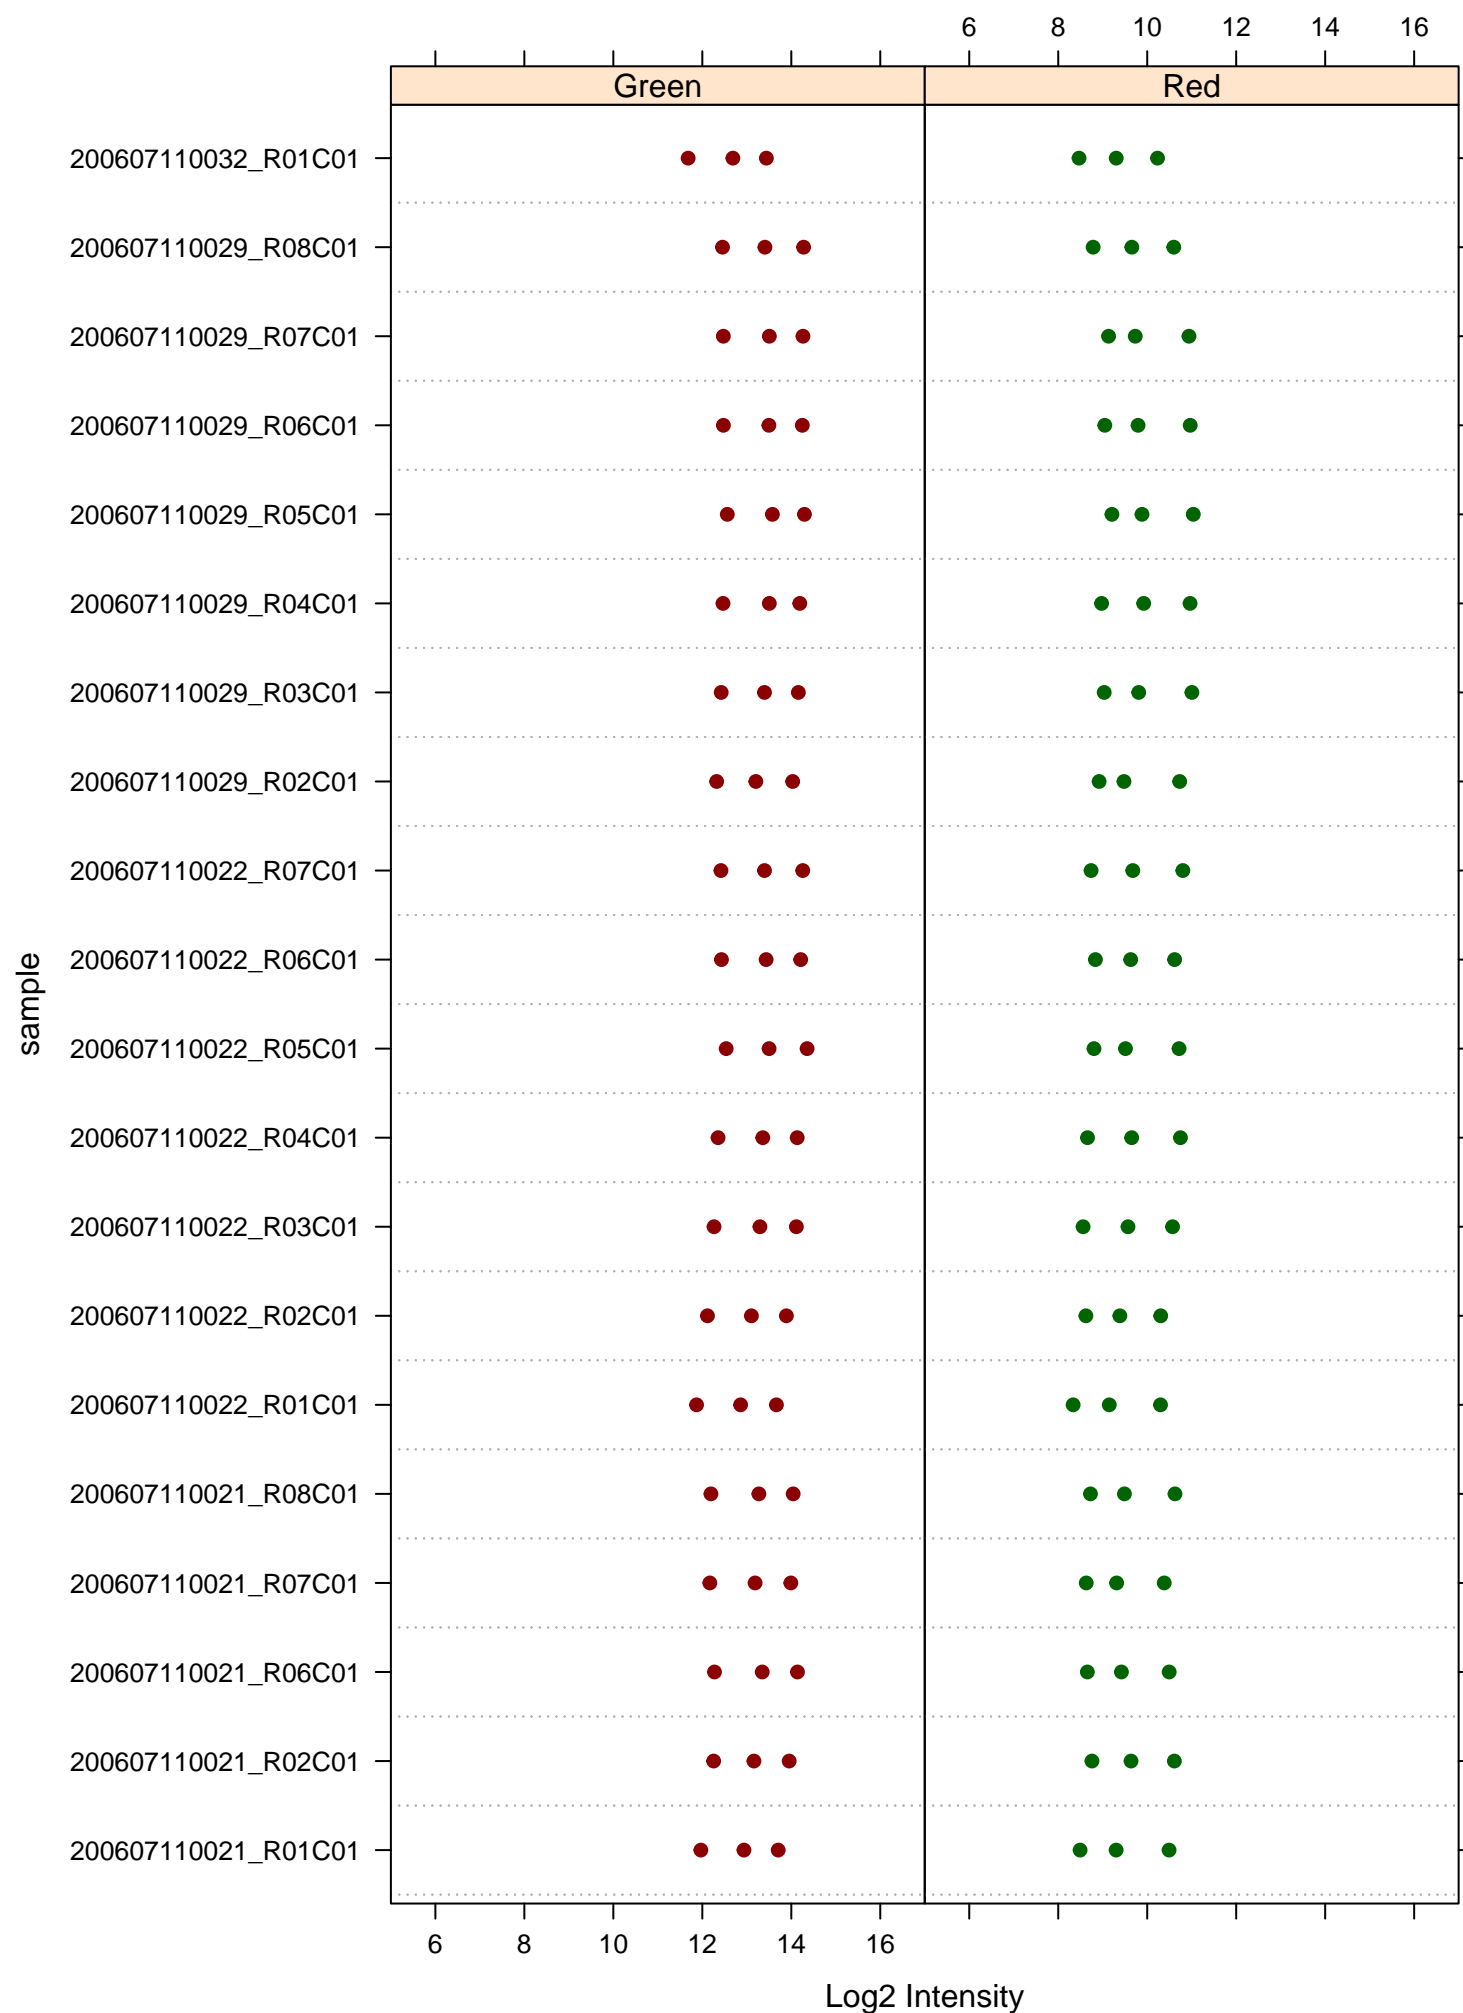 6 8 10 12 14 16
Green Red
200607110032_R01C01
200607110029_R08C01
200607110029_R07C01
200607110029_R06C01
200607110029_R05C01
200607110029_R04C01
200607110029_R03C01
200607110029_R02C01
200607110022_R07C01
200607110022_R06C01
sample
200607110022_R05C01
200607110022_R04C01
200607110022_R03C01
200607110022_R02C01
200607110022_R01C01
200607110021_R08C01
200607110021_R07C01
200607110021_R06C01
200607110021_R02C01
200607110021_R01C01
6 8 10 12 14 16
Log2 Intensity